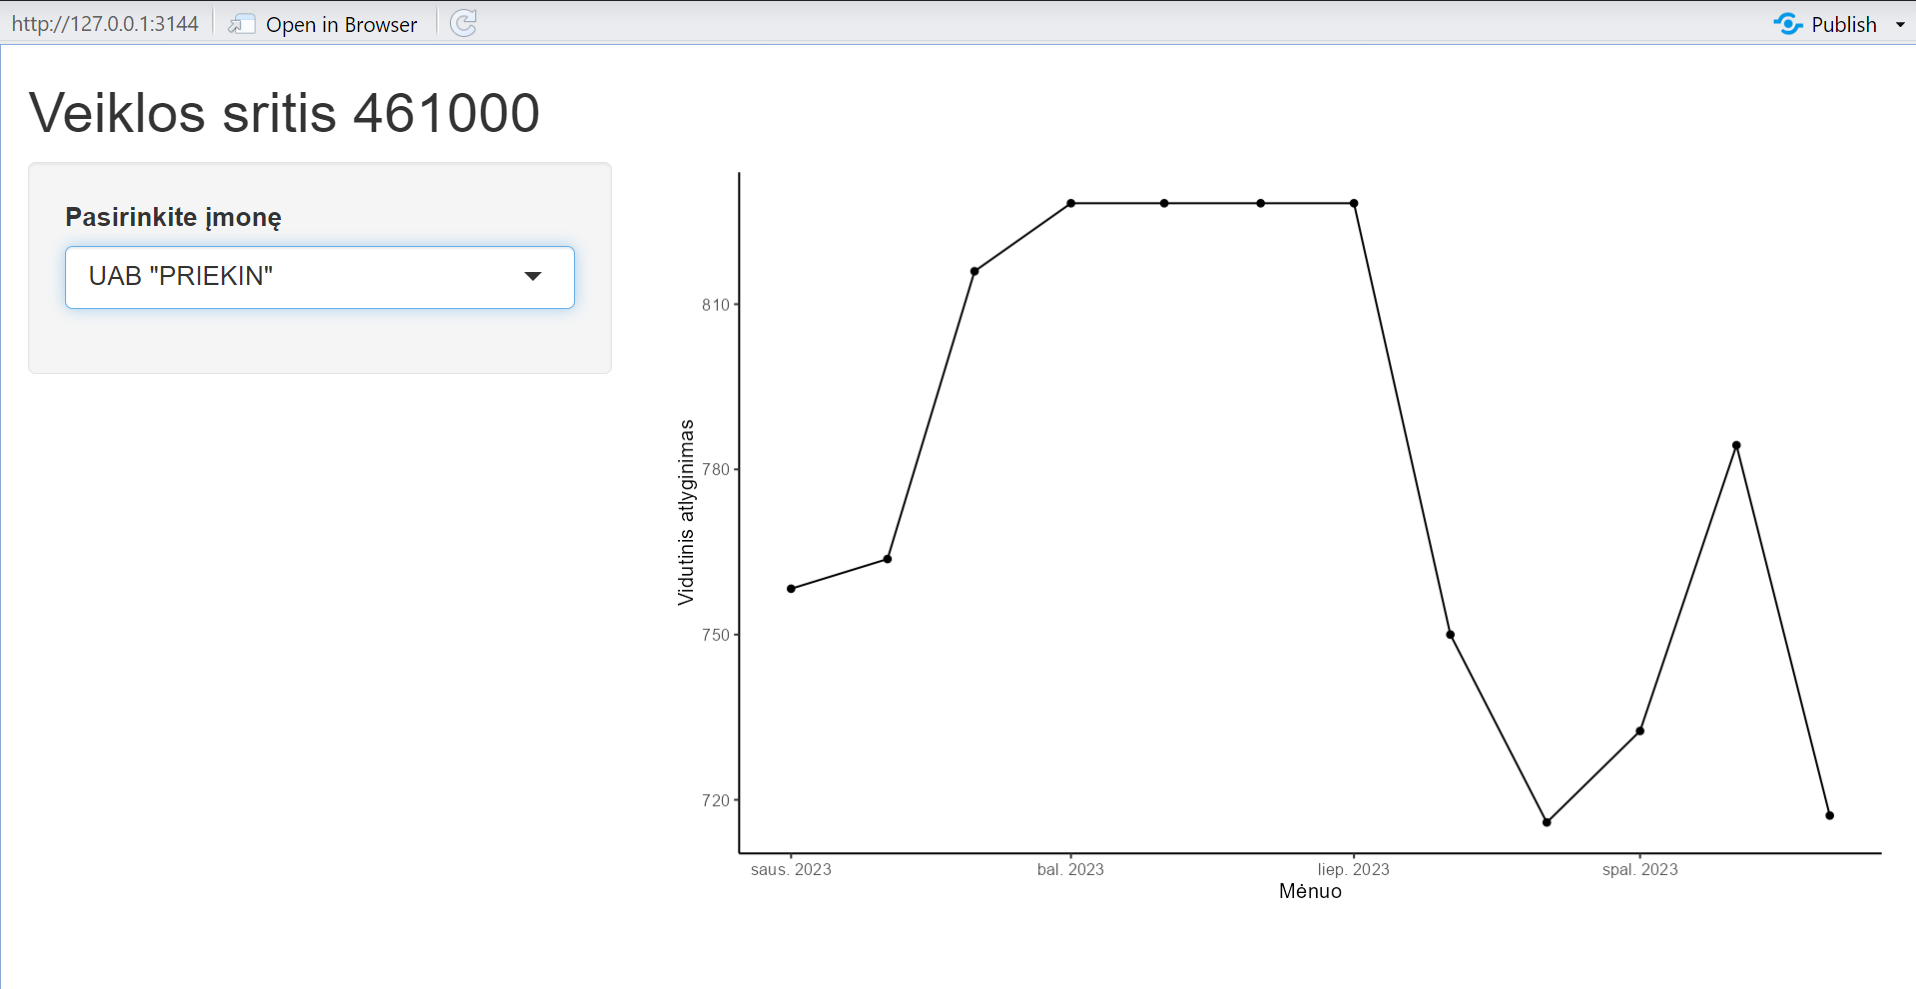 http://127.0.0.1:3144 Open in Browser Publish
Veiklos sritis 461000
Pasirinkite įmonę
UAB "PRIEKIN"
Vidutinis atlyginimas
810
780
750
720
saus. 2023 bal. 2023 liep. 2023 spal. 2023
Mėnuo